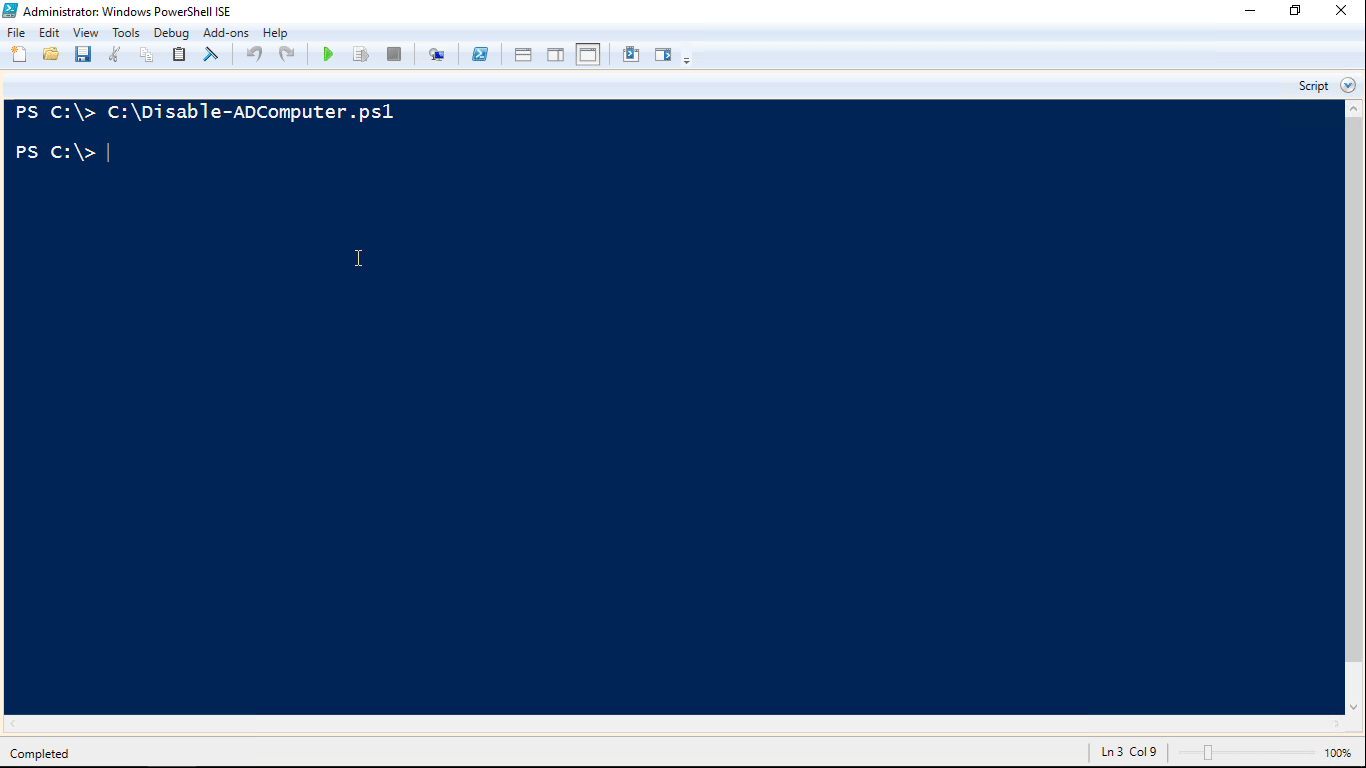 Administrator: Windows PowerShell ISE
File Edit View Tools Debug Add-ons Help
Script
PS C:\> C:\Disable-ADComputer.ps1
PS C:\>
Completed
Ln 3 Col 9
100%